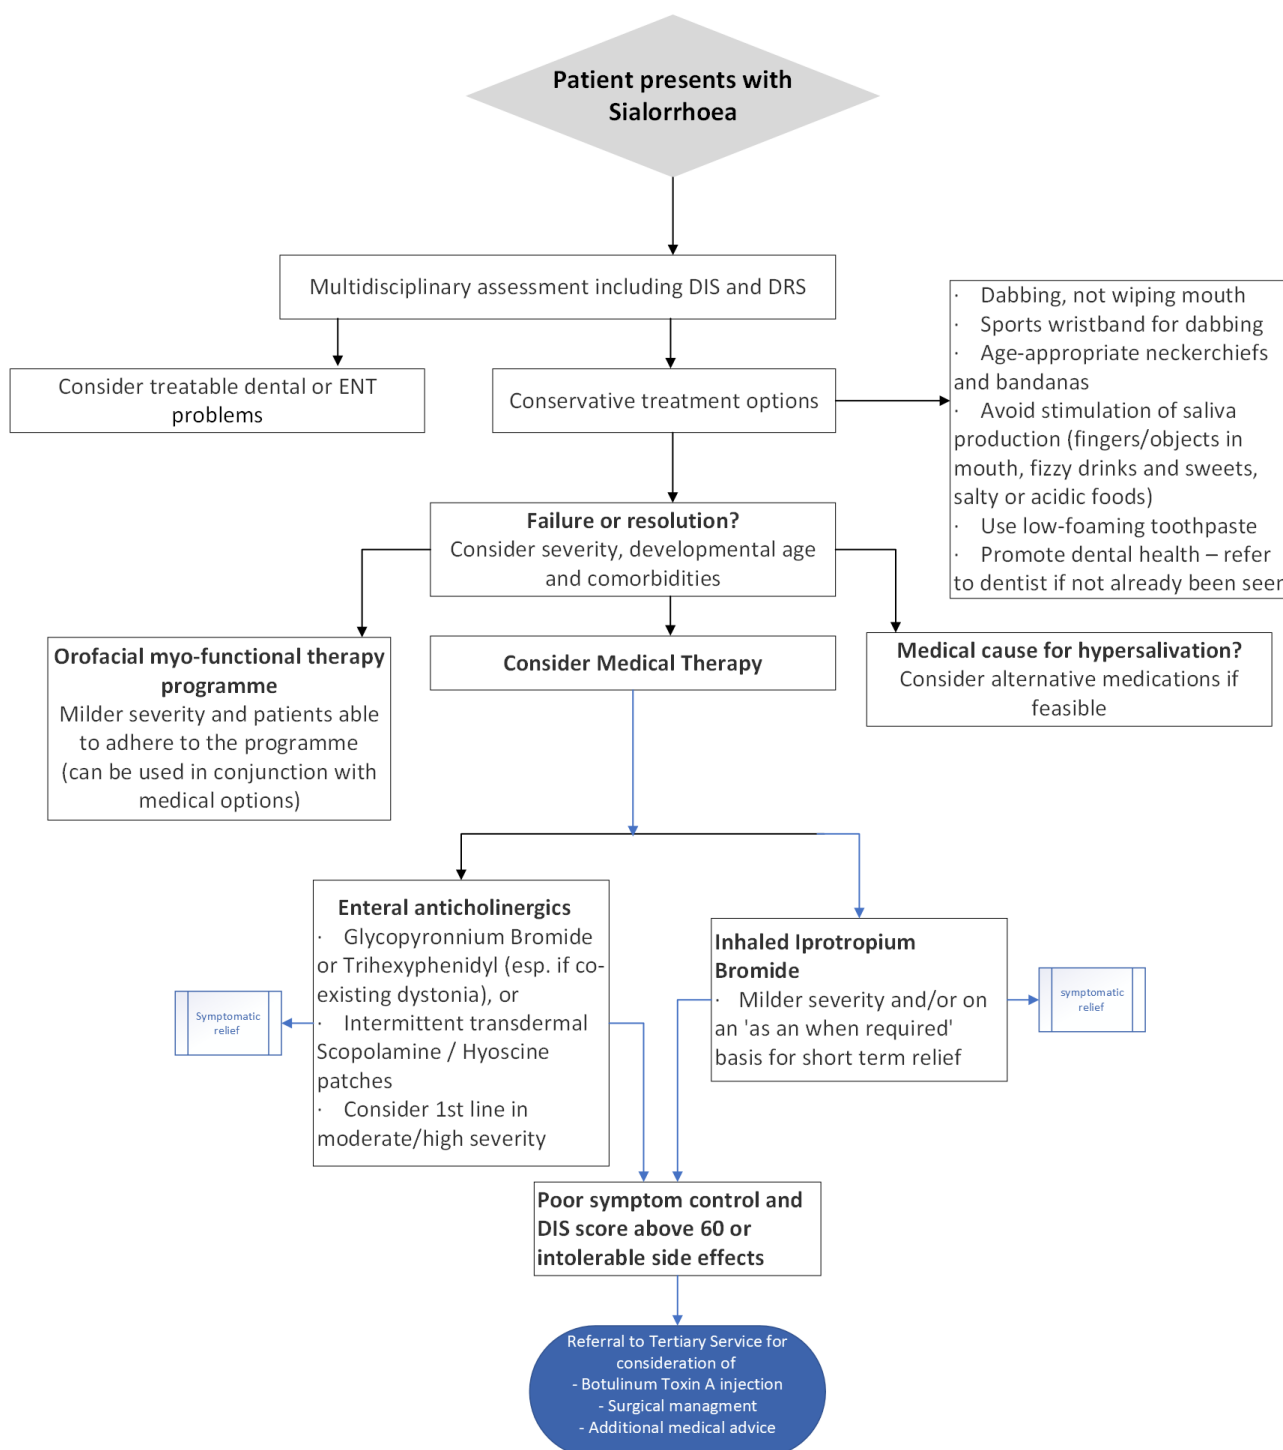 Patient presents with
Sialorrhoea
Multidisciplinary assessment including DIS and DRS
Consider treatable dental or ENT
problems
Conservative treatment options
· Dabbing, not wiping mouth
· Sports wristband for dabbing
· Age-appropriate neckerchiefs
and bandanas
· Avoid stimulation of saliva
production (fingers/objects in
mouth, fizzy drinks and sweets,
salty or acidic foods)
· Use low-foaming toothpaste
· Promote dental health – refer
to dentist if not already been seen
Failure or resolution?
Consider severity, developmental age
and comorbidities
Orofacial myo-functional therapy
programme
Milder severity and patients able
to adhere to the programme
(can be used in conjunction with
medical options)
Consider Medical Therapy
Medical cause for hypersalivation?
Consider alternative medications if
feasible
Enteral anticholinergics
· Glycopyronnium Bromide
or Trihexyphenidyl (esp. if co-
existing dystonia), or
· Intermittent transdermal
Scopolamine / Hyoscine
patches
· Consider 1st line in
moderate/high severity
Symptomatic
relief
Inhaled Iprotropium
Bromide
· Milder severity and/or on
an 'as an when required'
basis for short term relief
symptomatic
relief
Poor symptom control and
DIS score above 60 or
intolerable side effects
Referral to Tertiary Service for
consideration of
- Botulinum Toxin A injection
- Surgical managment
- Additional medical advice